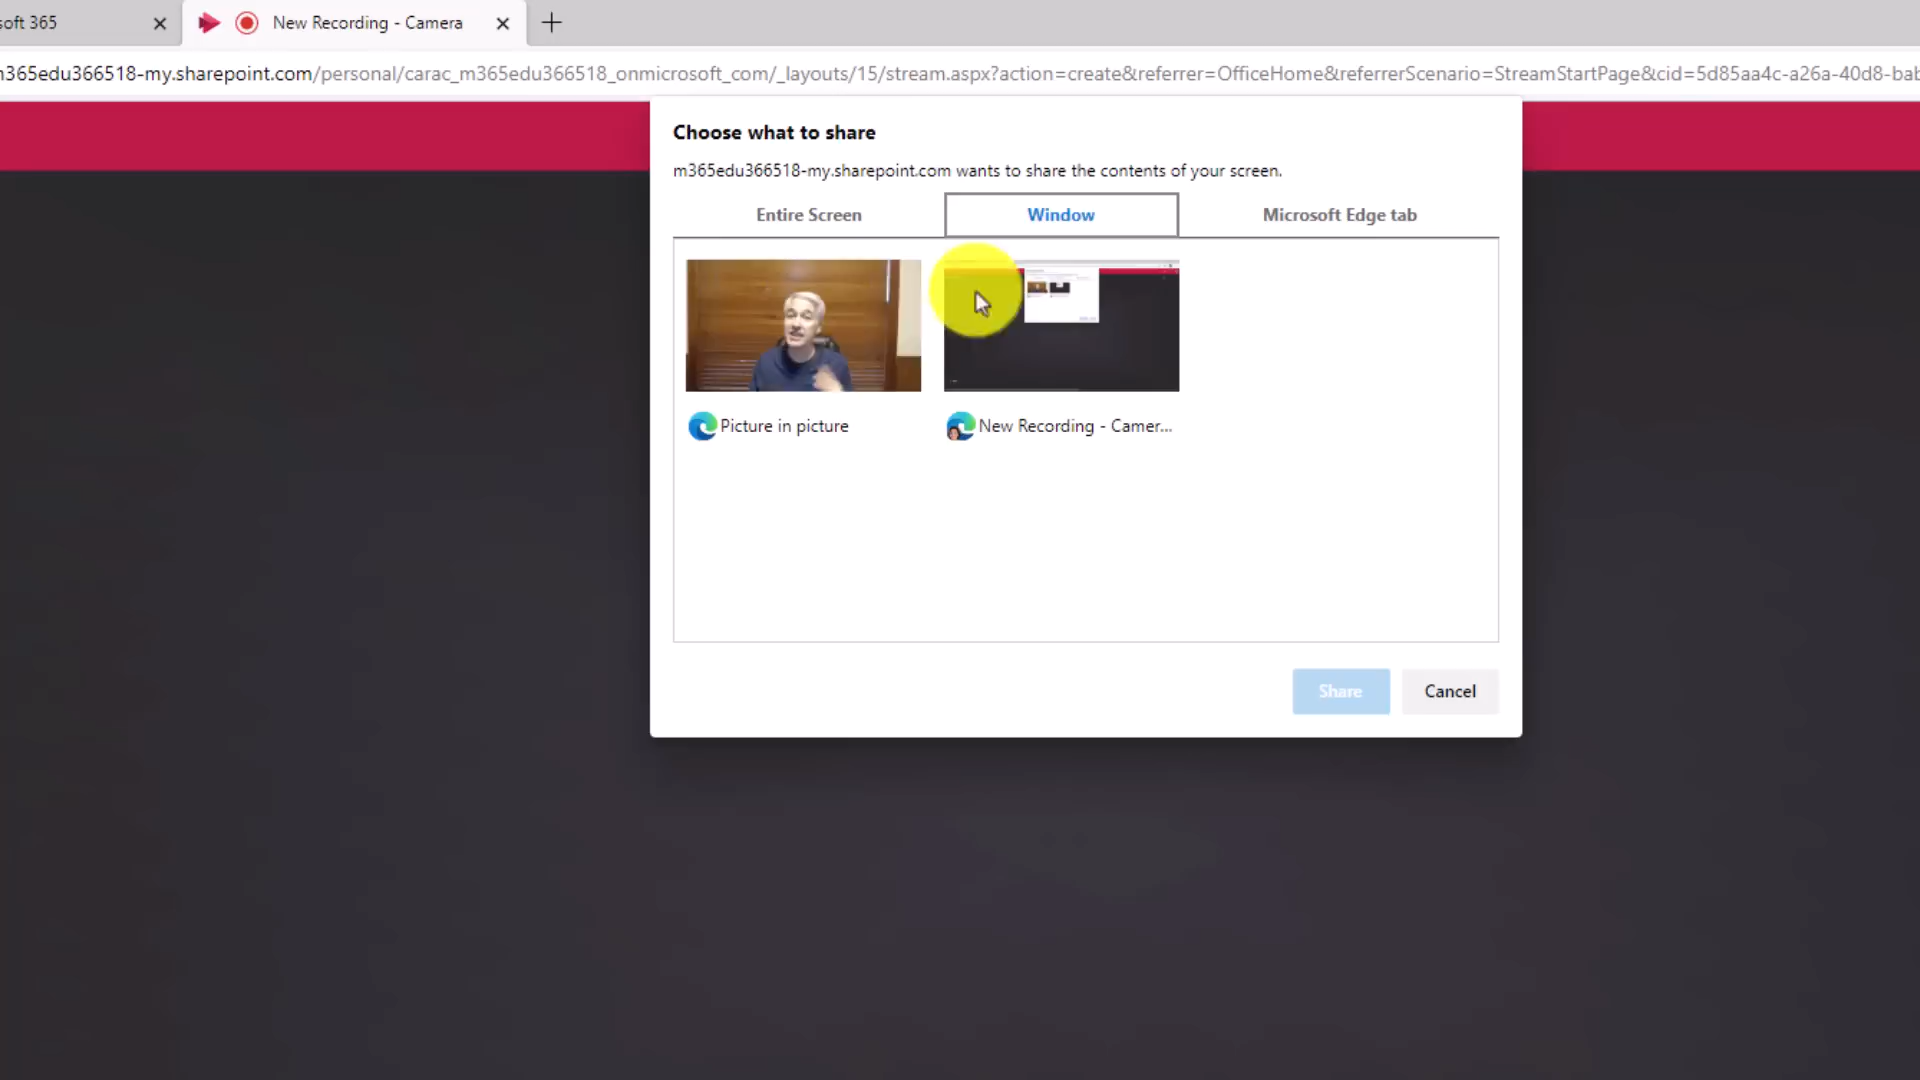 soft 365
New Recording - Camera
m365edu366518-my.sharepoint.com/personal/carac_m365edu366518_onmicrosoft_com/_layouts/15/stream.aspx?action=create&referrer=OfficeHome&referrerScenario=StreamStartPage&cid=5d85aa4c-a26a-40d8-bab
Choose what to share
m365edu366518-my.sharepoint.com wants to share the contents of your screen.
Entire Screen
Window
Microsoft Edge tab
Picture in picture
New Recording - Camer...
Share
Cancel